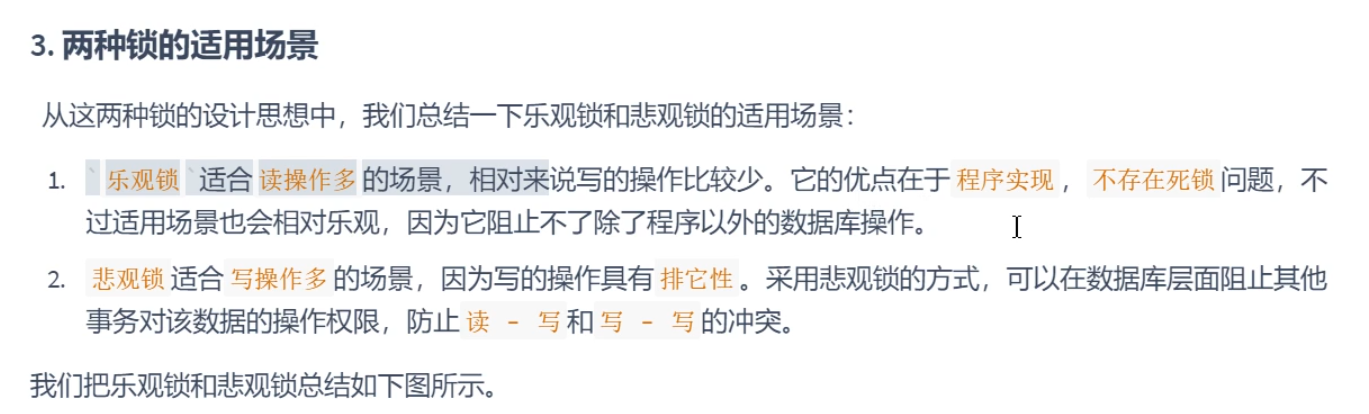 3. 两种锁的适用场景
从这两种锁的设计思想中，我们总结一下乐观锁和悲观锁的适用场景：
1. `乐观锁`适合 读操作多 的场景，相对来说写的操作比较少。它的优点在于 程序实现 ， 不存在死锁 问题，不
过适用场景也会相对乐观，因为它阻止不了除了程序以外的数据库操作。
2. 悲观锁 适合 写操作多 的场景，因为写的操作具有 排它性 。采用悲观锁的方式，可以在数据库层面阻止其他
事务对该数据的操作权限，防止 读 - 写 和 写 - 写 的冲突。
我们把乐观锁和悲观锁总结如下图所示。